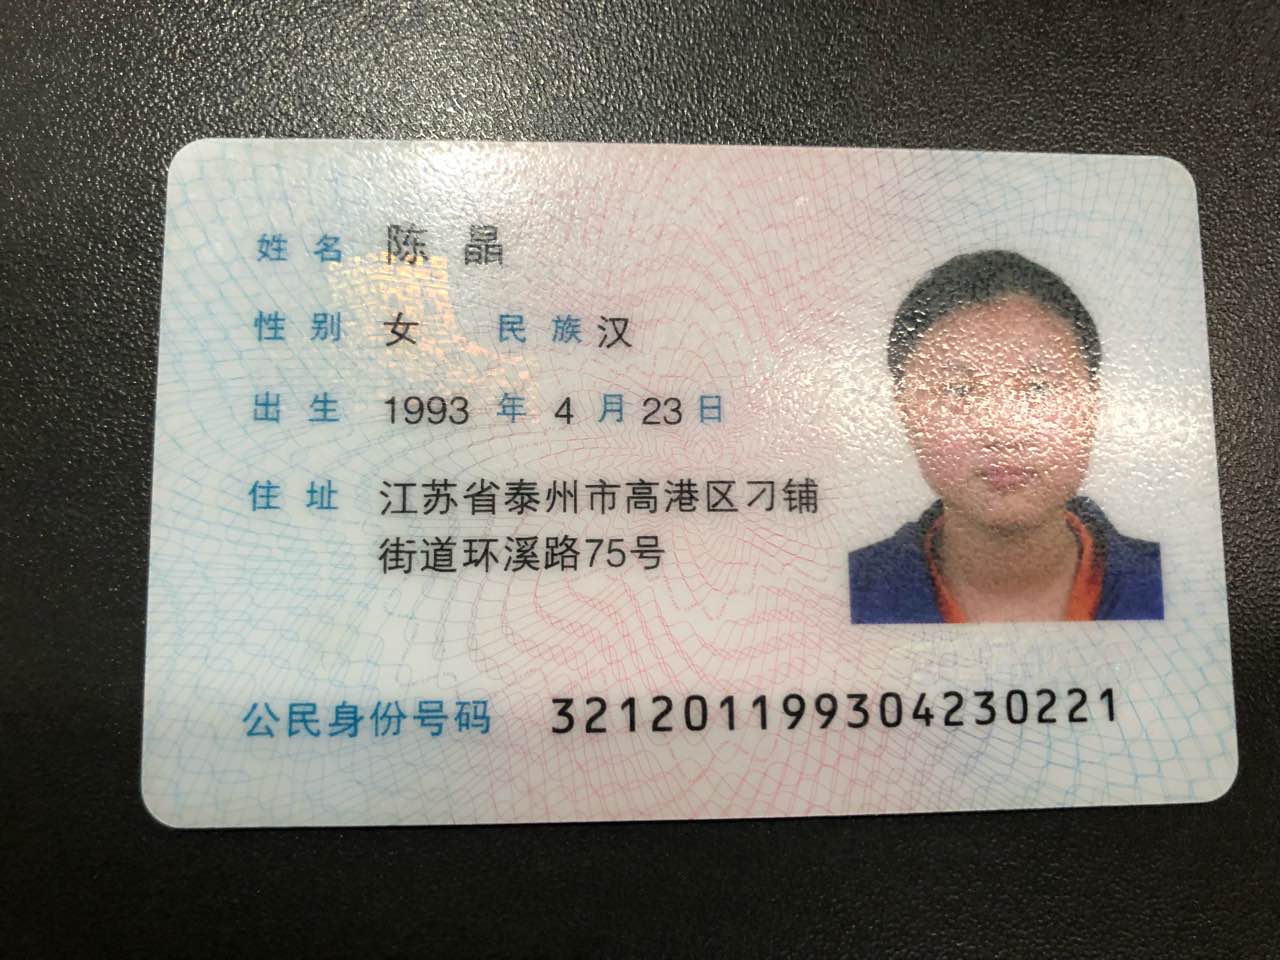 姓名 陈晶
性别 女 民族 汉
出生 1993 年 4 月 23 日
住址 江苏省泰州市高港区刁铺
街道环溪路75号
公民身份号码 321201199304230221